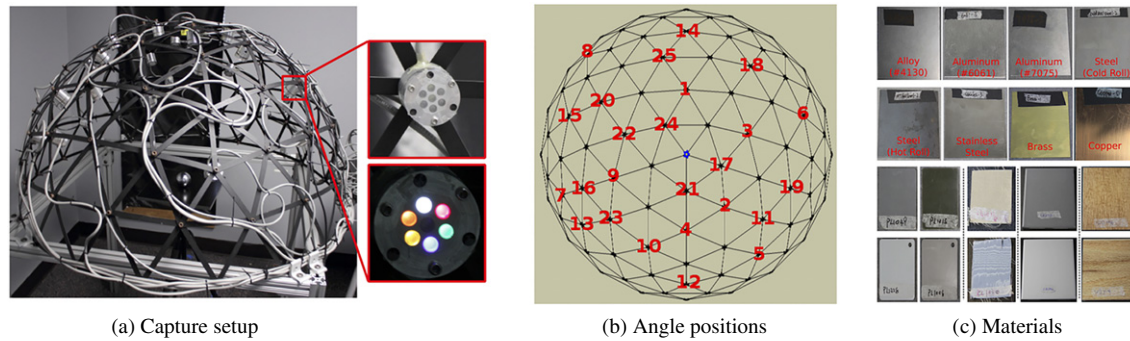 14
8
25
18
1
20
15
6
22
24
3
17
9
7
16
21
19
2
13
23
11
4
10
5
12
Alloy
(#4130)
Aluminum
(#6061)
Aluminum
(#7075)
Steel
(Cold Roll)
Steel
(Hot Roll)
Stainless
Steel
Brass
Copper
(a) Capture setup
(b) Angle positions
(c) Materials